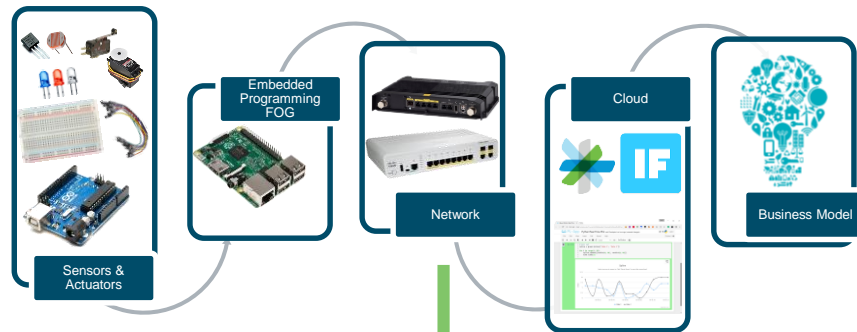 Sensors &
Actuators
Embedded
Programming
FOG
Network
Cloud
IF
Business Model